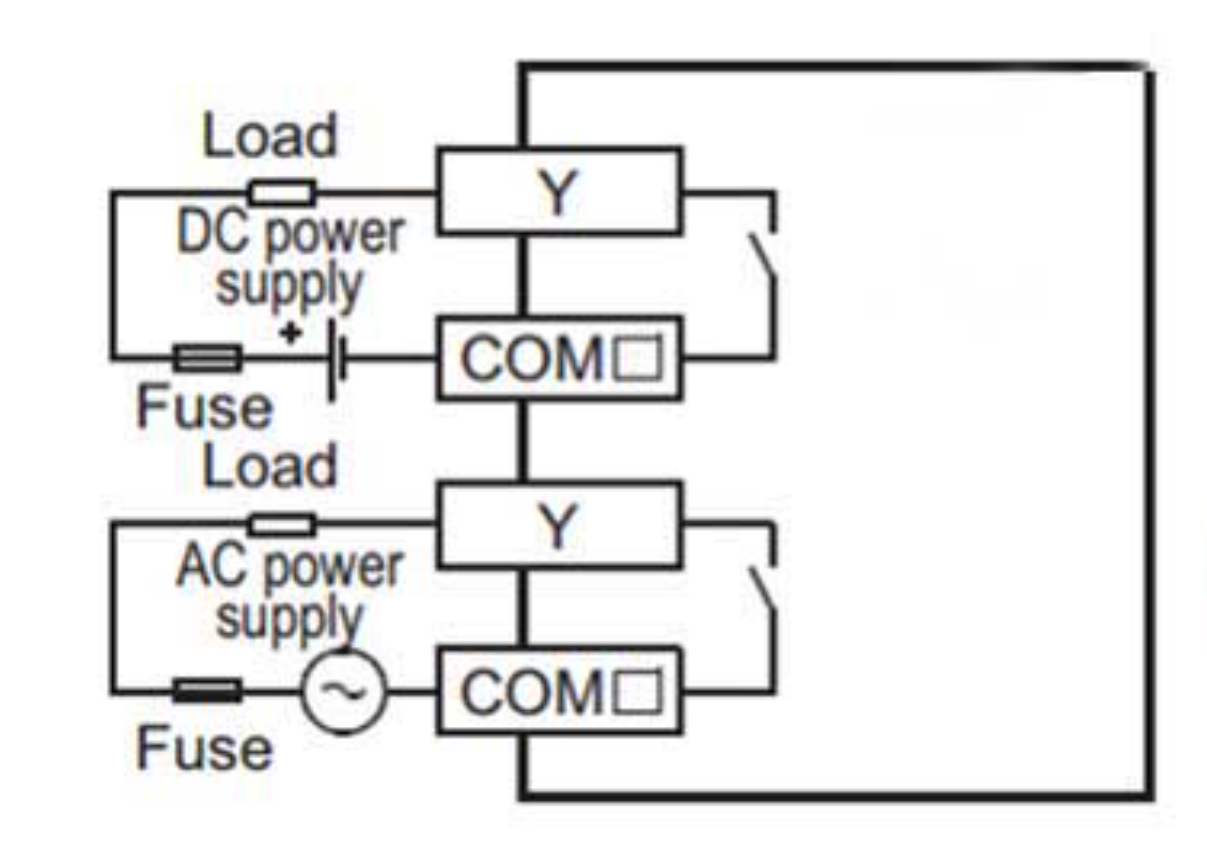 Load
Y
DC power
supply
+
COM□
Fuse
Load
Y
AC power
supply
~
COM□
Fuse